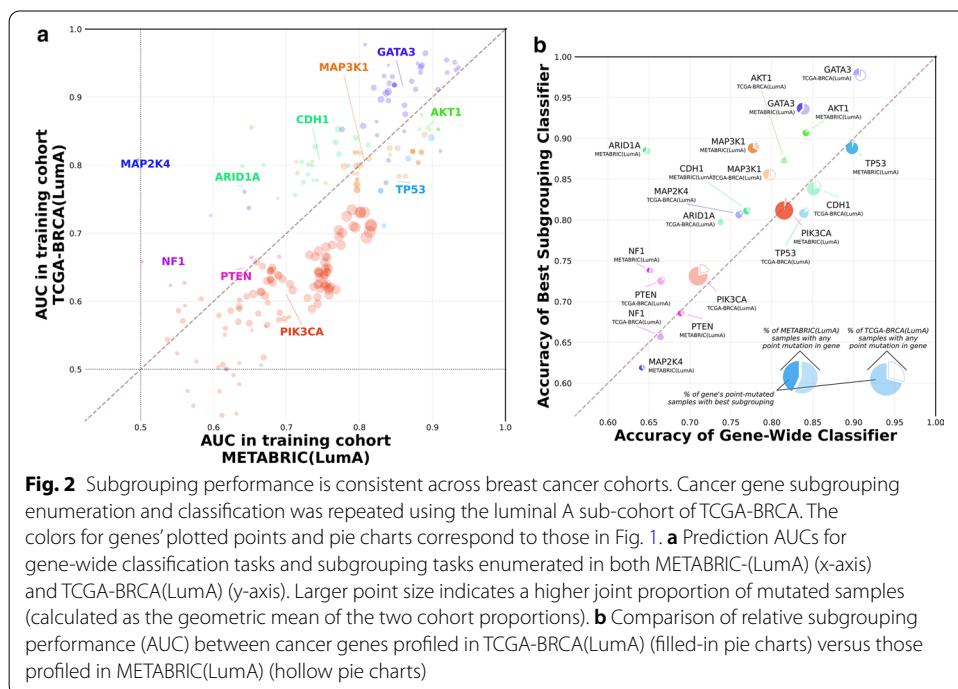 a
1.0
0.9
0.8
0.7
0.6
0.5
AUC in training cohort
TCGA-BRCA(LumA)
GATA3
MAP3K1
CDH1
AKT1
MAP2K4
ARID1A
TP53
NF1
PTEN
PIK3CA
0.5
0.6
0.7
0.8
0.9
1.0
AUC in training cohort
METABRIC(LumA)
b
1.00
0.95
0.90
0.85
0.80
0.75
0.70
0.65
0.60
Accuracy of Best Subgrouping Classifier
GATA3
TCGA-BRCA(LumA)
AKT1
TCGA-BRCA(LumA)
GATA3
METABRIC(LumA)
AKT1
METABRIC(LumA)
ARID1A
METABRIC(LumA)
MAP3K1
METABRIC(LumA)
TP53
METABRIC(LumA)
CDH1
METABRIC(LumA)
MAP3K1
TCGA-BRCA(LumA)
MAP2K4
TCGA-BRCA(LumA)
CDH1
TCGA-BRCA(LumA)
ARID1A
TCGA-BRCA(LumA)
PIK3CA
METABRIC(LumA)
TP53
TCGA-BRCA(LumA)
NF1
METABRIC(LumA)
PTEN
TCGA-BRCA(LumA)
PIK3CA
TCGA-BRCA(LumA)
NF1
TCGA-BRCA(LumA)
PTEN
METABRIC(LumA)
MAP2K4
METABRIC(LumA)
% of METABRIC(LumA)
samples with any
point mutation in gene
% of TCGA-BRCA(LumA)
samples with any
point mutation in gene
% of gene's point-mutated
samples with best subgrouping
0.60
0.65
0.70
0.75
0.80
0.85
0.90
0.95
1.00
Accuracy of Gene-Wide Classifier
Fig. 2 Subgrouping performance is consistent across breast cancer cohorts. Cancer gene subgrouping
enumeration and classification was repeated using the luminal A sub-cohort of TCGA-BRCA. The
colors for genes' plotted points and pie charts correspond to those in Fig. 1. a Prediction AUCs for
gene-wide classification tasks and subgrouping tasks enumerated in both METABRIC-(LumA) (x-axis)
and TCGA-BRCA(LumA) (y-axis). Larger point size indicates a higher joint proportion of mutated samples
(calculated as the geometric mean of the two cohort proportions). b Comparison of relative subgrouping
performance (AUC) between cancer genes profiled in TCGA-BRCA(LumA) (filled-in pie charts) versus those
profiled in METABRIC(LumA) (hollow pie charts)